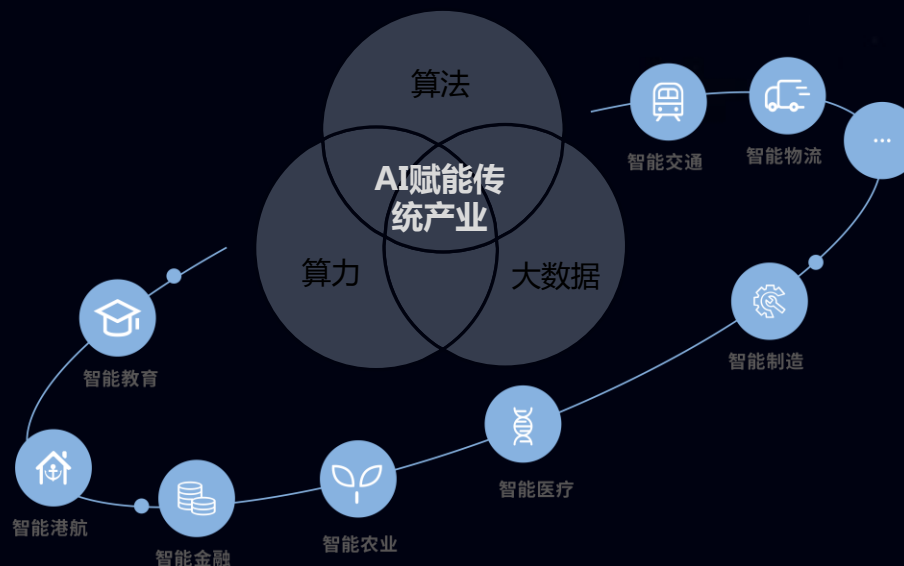 算法
AI赋能传
统产业
算力
大数据
智能交通
智能物流
...
智能制造
智能教育
智能医疗
智能港航
智能农业
智能金融